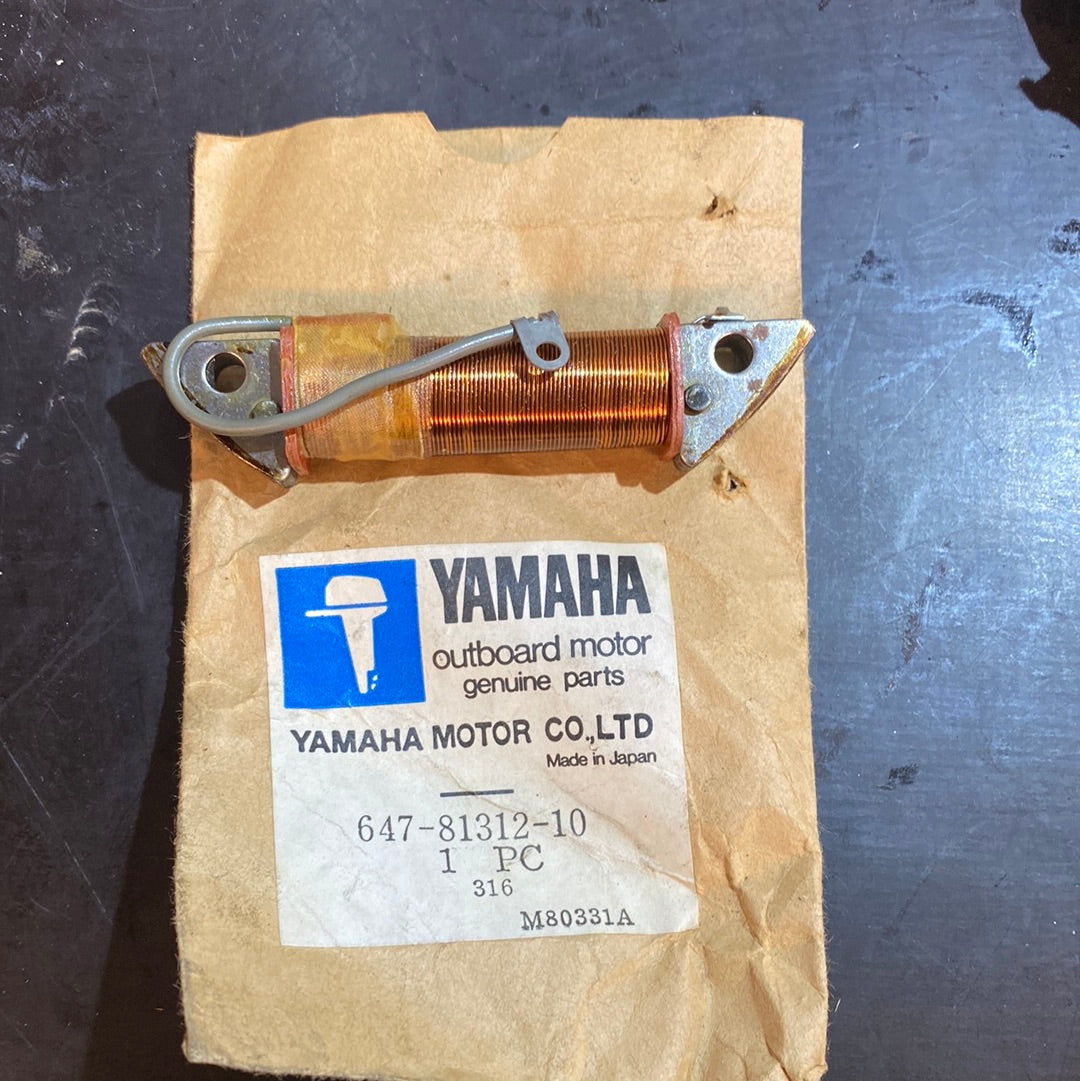 YAMAHA
outboard motor
genuine parts
YAMAHA MOTOR CO.,LTD
Made in Japan
647-81312-10
1 PC
316
M80331A